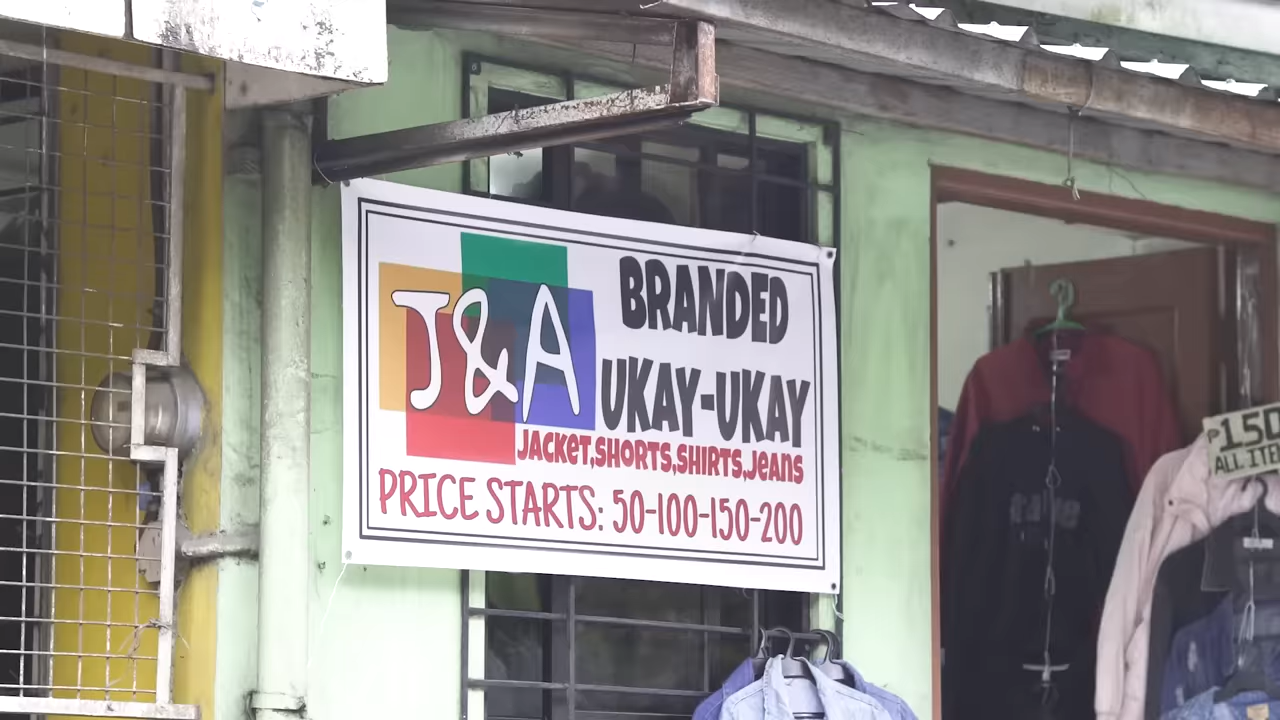 J&A
BRANDED
UKAY-UKAY
JACKET,SHORTS,SHIRTS,JEANS
PRICE STARTS: 50-100-150-200
₱150
ALL ITE